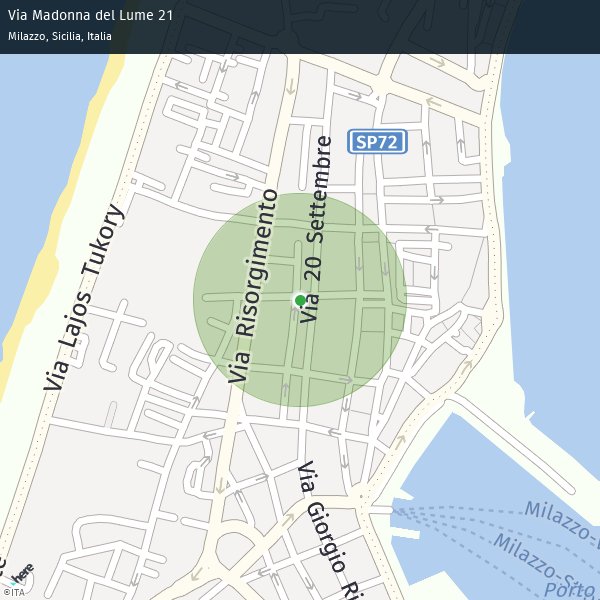 Via Madonna del Lume 21
Milazzo, Sicilia, Italia
SP72
Via 20 Settembre
Via Risorgimento
Via Lajos Tukory
Via Giorgio Ri
Milazzo-
Milazzo-Sto
Porto
here
©ITA